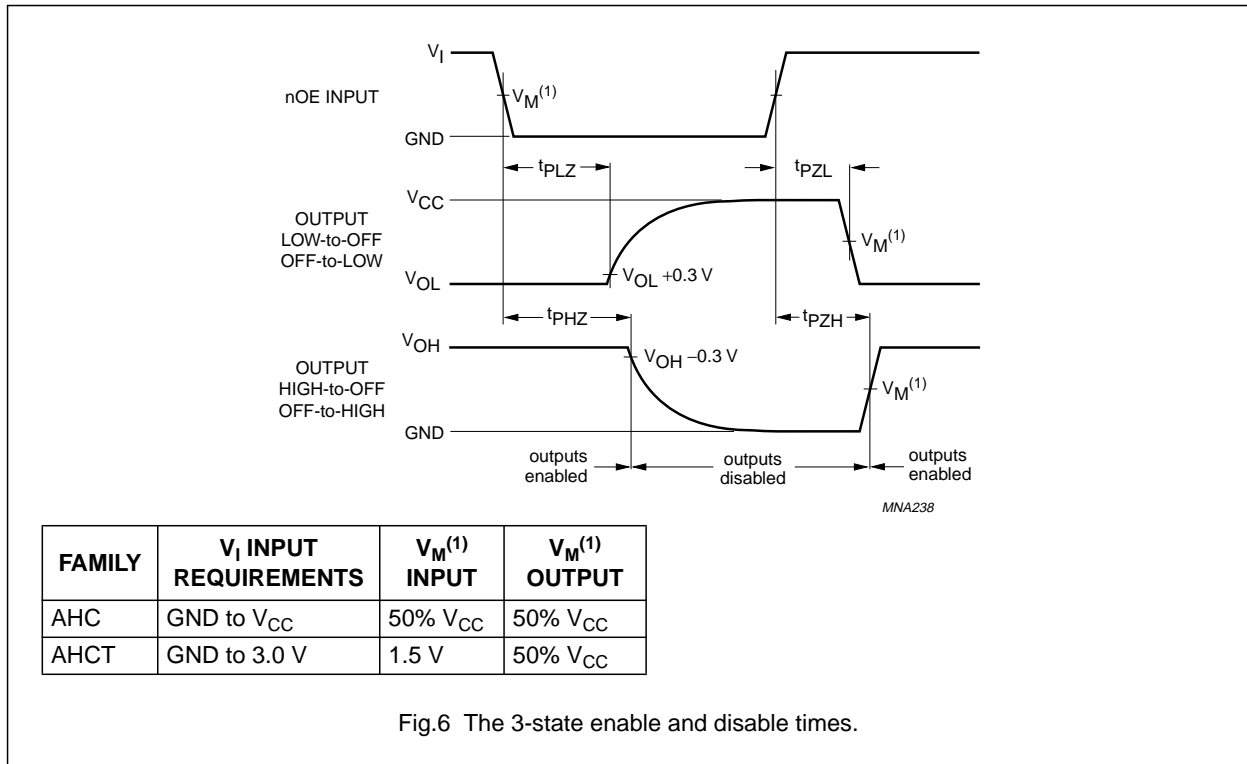 V_I
nOE INPUT
V_M^(1)
GND
t_PLZ
t_PZL
V_CC
OUTPUT
LOW-to-OFF
OFF-to-LOW
V_M^(1)
V_OL +0.3 V
V_OL
t_PHZ
t_PZH
V_OH
V_OH −0.3 V
OUTPUT
HIGH-to-OFF
OFF-to-HIGH
V_M^(1)
GND
outputs
enabled
outputs
disabled
outputs
enabled
MNA238
FAMILY V_I INPUT REQUIREMENTS V_M^(1) INPUT V_M^(1) OUTPUT
AHC GND to V_CC 50% V_CC 50% V_CC
AHCT GND to 3.0 V 1.5 V 50% V_CC
Fig.6 The 3-state enable and disable times.